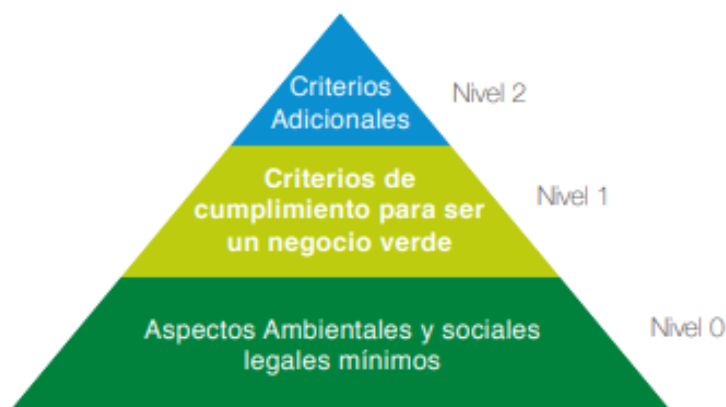 Criterios
Adicionales
Nivel 2
Criterios de
cumplimiento para ser
un negocio verde
Nivel 1
Aspectos Ambientales y sociales
legales mínimos
Nivel 0